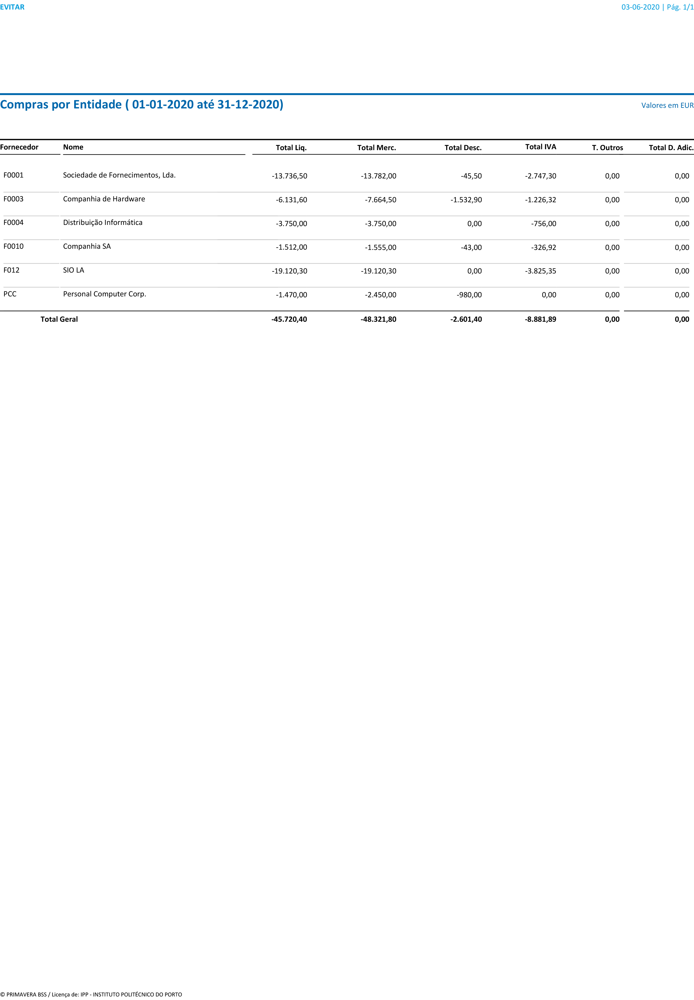 EVITAR 03-06-2020 | Pág. 1/1
Compras por Entidade ( 01-01-2020 até 31-12-2020) Valores em EUR
Fornecedor Nome Total Liq. Total Merc. Total Desc. Total IVA T. Outros Total D. Adic.
F0001 Sociedade de Fornecimentos, Lda. -13.736,50 -13.782,00 -45,50 -2.747,30 0,00 0,00
F0003 Companhia de Hardware -6.131,60 -7.664,50 -1.532,90 -1.226,32 0,00 0,00
F0004 Distribuição Informática -3.750,00 -3.750,00 0,00 -756,00 0,00 0,00
F0010 Companhia SA -1.512,00 -1.555,00 -43,00 -326,92 0,00 0,00
F012 SIO LA -19.120,30 -19.120,30 0,00 -3.825,35 0,00 0,00
PCC Personal Computer Corp. -1.470,00 -2.450,00 -980,00 0,00 0,00 0,00
Total Geral -45.720,40 -48.321,80 -2.601,40 -8.881,89 0,00 0,00
© PRIMAVERA BSS / Licença de: IPP - INSTITUTO POLITÉCNICO DO PORTO